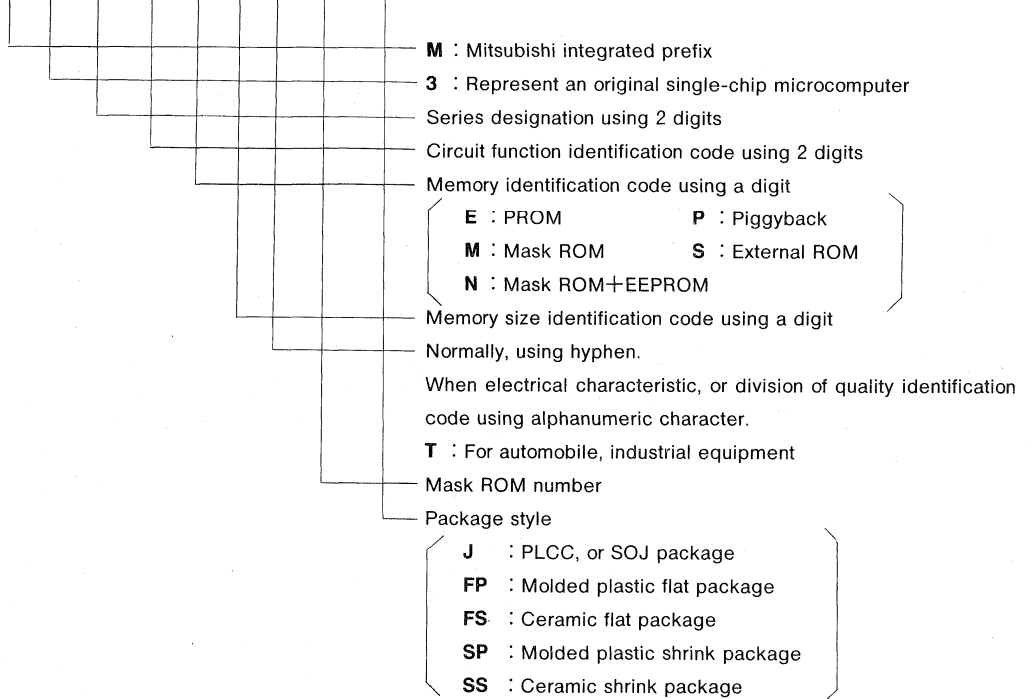 M : Mitsubishi integrated prefix
3 : Represent an original single-chip microcomputer
Series designation using 2 digits
Circuit function identification code using 2 digits
Memory identification code using a digit
E : PROM P : Piggyback
M : Mask ROM S : External ROM
N : Mask ROM+EEPROM
Memory size identification code using a digit
Normally, using hyphen.
When electrical characteristic, or division of quality identification
code using alphanumeric character.
T : For automobile, industrial equipment
Mask ROM number
Package style
J : PLCC, or SOJ package
FP : Molded plastic flat package
FS : Ceramic flat package
SP : Molded plastic shrink package
SS : Ceramic shrink package